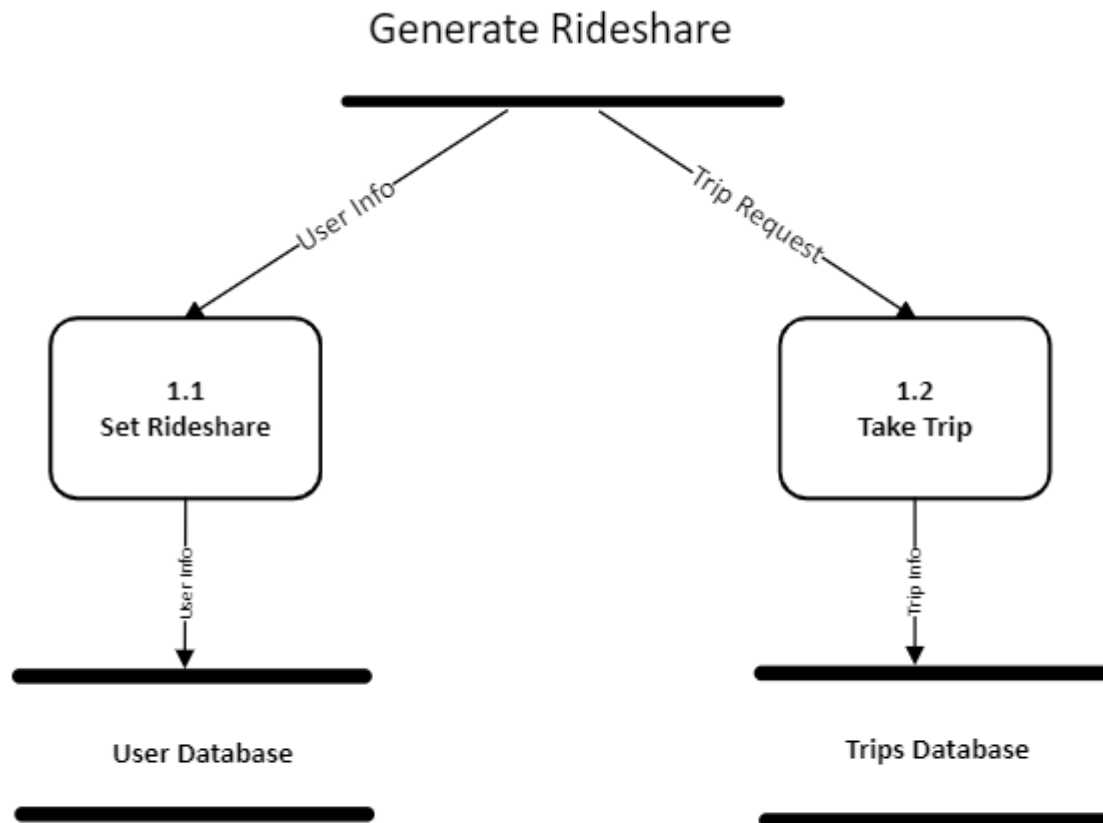 Generate Rideshare
User Info
Trip Request
1.1
Set Rideshare
1.2
Take Trip
User Info
Trip Info
User Database
Trips Database